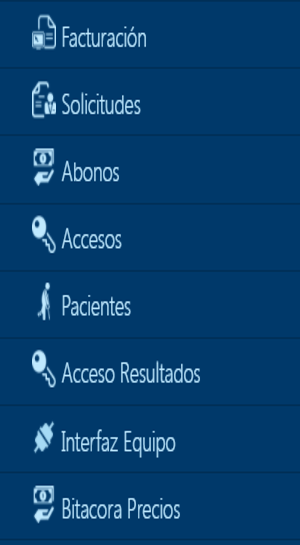 Facturación
Solicitudes
Abonos
Accesos
Pacientes
Acceso Resultados
Interfaz Equipo
Bitacora Precios